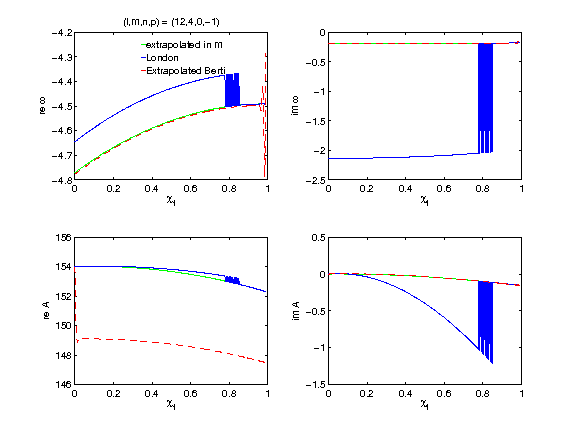 (l,m,n,p) = (12,4,0,-1)
-4.2
-4.3
-4.4
-4.5
-4.6
-4.7
-4.8
re ω
extrapolated in m
London
Extrapolated Berti
0 0.2 0.4 0.6 0.8 1
χf
0
-0.5
-1
-1.5
-2
-2.5
im ω
0 0.2 0.4 0.6 0.8 1
χf
156
154
152
150
148
146
re A
0 0.2 0.4 0.6 0.8 1
χf
0.5
0
-0.5
-1
-1.5
im A
0 0.2 0.4 0.6 0.8 1
χf